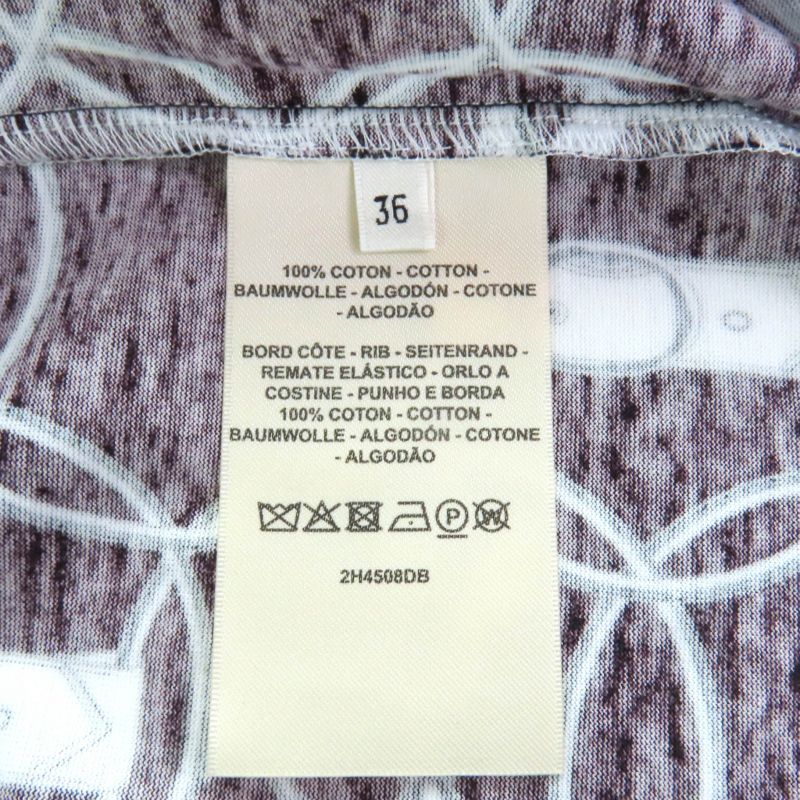 36
100% COTON - COTTON -
BAUMWOLLE - ALGODÓN - COTONE
- ALGODÃO
BORD CÔTE - RIB - SEITENRAND -
REMATE ELÁSTICO - ORLO A
COSTINE - PUNHO E BORDA
100% COTON - COTTON -
BAUMWOLLE - ALGODÓN - COTONE
- ALGODÃO
P W
2H4508DB